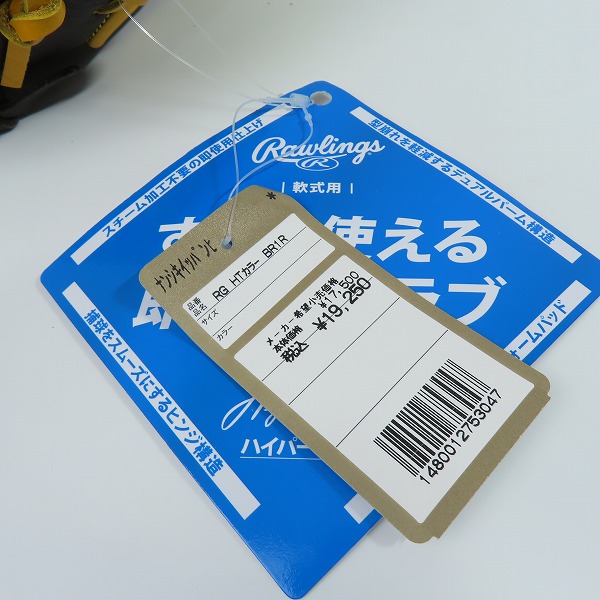 スチーム加工不要の即使用仕上げ
型崩れを軽減するデュアルパーム構造
Rawlings
R
| 軟式用 |
す
使える
ラブ
ォームパッド
捕球をスムーズにするヒンジ構造
ハイパー
*
ナンシキイッパンヒ
品番
品名 RG HTカラー BR1R
サイズ
カラー
メーカー希望小売価格
本体価格 ¥17,500
税込 ¥19,250
1480012753047